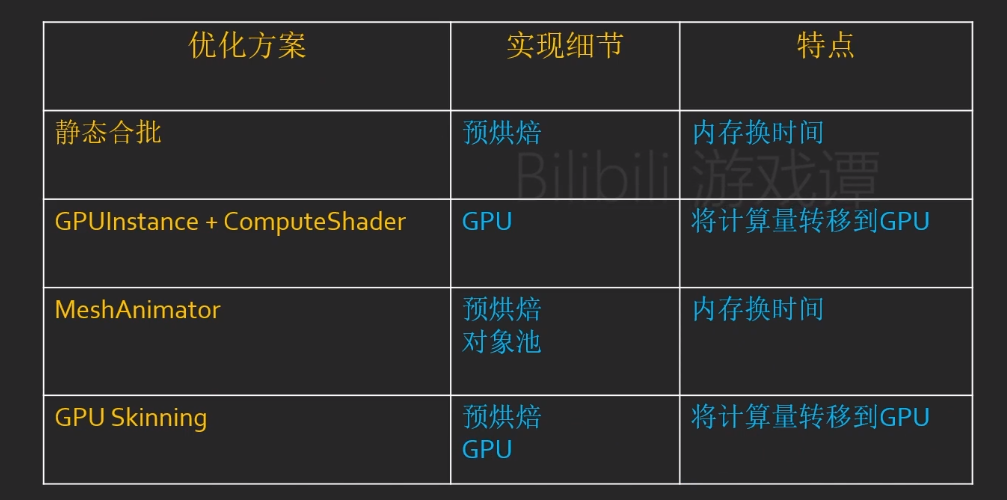 优化方案 实现细节 特点
静态合批 预烘焙 内存换时间
Bilibili 游戏谭
GPUInstance + ComputeShader GPU 将计算量转移到GPU
MeshAnimator 预烘焙 内存换时间
对象池
GPU Skinning 预烘焙 将计算量转移到GPU
GPU